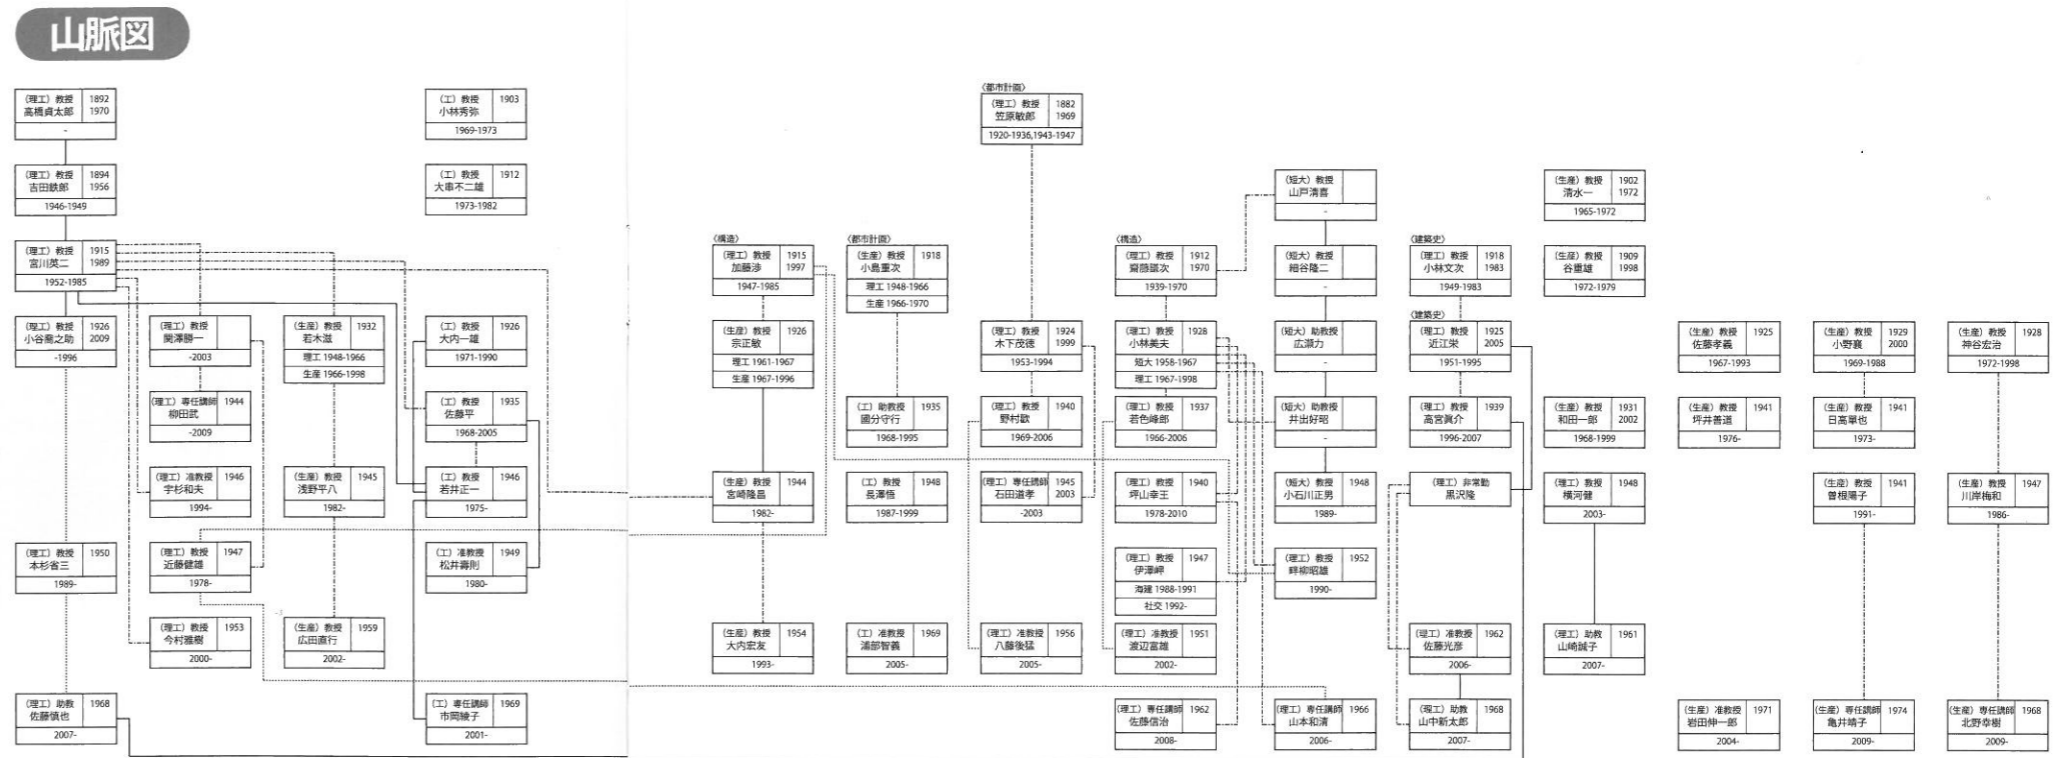 山脈図
(理工) 教授 1892
高橋貞太郎 1970
-
(理工) 教授 1894
吉田鉄郎 1956
1946-1949
(理工) 教授 1915
宮川英二 1989
1952-1985
(理工) 教授 1926
小谷喬之助 2009
-1996
(理工) 教授 1950
本杉省三
1989-
(理工) 助教 1968
佐藤慎也
2007-
(理工) 教授
関澤勝一
-2003
(理工) 専任講師 1944
柳田武
-2009
(理工) 准教授 1946
宇杉和夫
1994-
(理工) 教授 1947
近藤健雄
1978-
(理工) 教授 1953
今村雅樹
2000-
(生産) 教授 1932
若木滋
理工 1948-1966
生産 1966-1998
(生産) 教授 1945
浅野平八
1982-
(生産) 教授 1959
広田直行
2002-
(工) 教授 1903
小林秀弥
1969-1973
(工) 教授 1912
大串不二雄
1973-1982
(工) 教授 1926
大内一雄
1971-1990
(工) 教授 1935
佐藤平
1968-2005
(工) 教授 1946
若井正一
1975-
(工) 准教授 1949
松井壽則
1980-
(工) 専任講師 1969
市岡綾子
2001-
〈構造〉
(理工) 教授 1915
加藤渉 1997
1947-1985
(生産) 教授 1926
宗正敏
理工 1961-1967
生産 1967-1996
(生産) 教授 1944
宮崎隆昌
1982-
(生産) 教授 1954
大内宏友
1993-
〈都市計画〉
(生産) 教授 1918
小島重次
理工 1948-1966
生産 1966-1970
(工) 助教授 1935
國分守行
1968-1995
(工) 教授 1948
長澤悟
1987-1999
(工) 准教授 1969
浦部智義
2005-
〈都市計画〉
(理工) 教授 1882
笠原敏郎 1969
1920-1936,1943-1947
(理工) 教授 1924
木下茂徳 1999
1953-1994
(理工) 教授 1940
野村歡
1969-2006
(理工) 専任講師 1945
石田道孝 2003
-2003
(理工) 准教授 1956
八藤後猛
2005-
〈構造〉
(理工) 教授 1912
齋藤謙次 1970
1939-1970
(理工) 教授 1928
小林美夫
短大 1958-1967
理工 1967-1998
(理工) 教授 1937
若色峰郎
1966-2006
(理工) 教授 1940
坪山幸王
1978-2010
(理工) 教授 1947
伊澤岬
海建 1988-1991
社交 1992-
(理工) 准教授 1951
渡辺富雄
2002-
(理工) 専任講師 1962
佐藤信治
2008-
(短大) 教授
山戸清喜
-
(短大) 教授
細谷隆二
-
(短大) 助教授
広瀬力
-
(短大) 助教授
井出好昭
-
(短大) 教授 1948
小石川正男
1989-
(理工) 教授 1952
畔柳昭雄
1990-
(理工) 専任講師 1966
山本和清
2006-
〈建築史〉
(理工) 教授 1918
小林文次 1983
1949-1983
〈建築史〉
(理工) 教授 1925
近江栄 2005
1951-1995
(理工) 教授 1939
高宮眞介
1996-2007
(理工) 非常勤
黒沢隆
(理工) 准教授 1962
佐藤光彦
2006-
(理工) 助教 1968
山中新太郎
2007-
(生産) 教授 1902
清水一 1972
1965-1972
(生産) 教授 1909
谷重雄 1998
1972-1979
(生産) 教授 1931
和田一郎 2002
1968-1999
(理工) 教授 1948
横河健
2003-
(理工) 助教 1961
山崎誠子
2007-
(生産) 教授 1925
佐藤孝義
1967-1993
(生産) 教授 1941
坪井善道
1976-
(生産) 准教授 1971
岩田伸一郎
2004-
(生産) 教授 1929
小野襄 2000
1969-1988
(生産) 教授 1941
日高單也
1973-
(生産) 教授 1941
曽根陽子
1991-
(生産) 専任講師 1974
亀井靖子
2009-
(生産) 教授 1928
神谷宏治
1972-1998
(生産) 教授 1947
川岸梅和
1986-
(生産) 専任講師 1968
北野幸樹
2009-